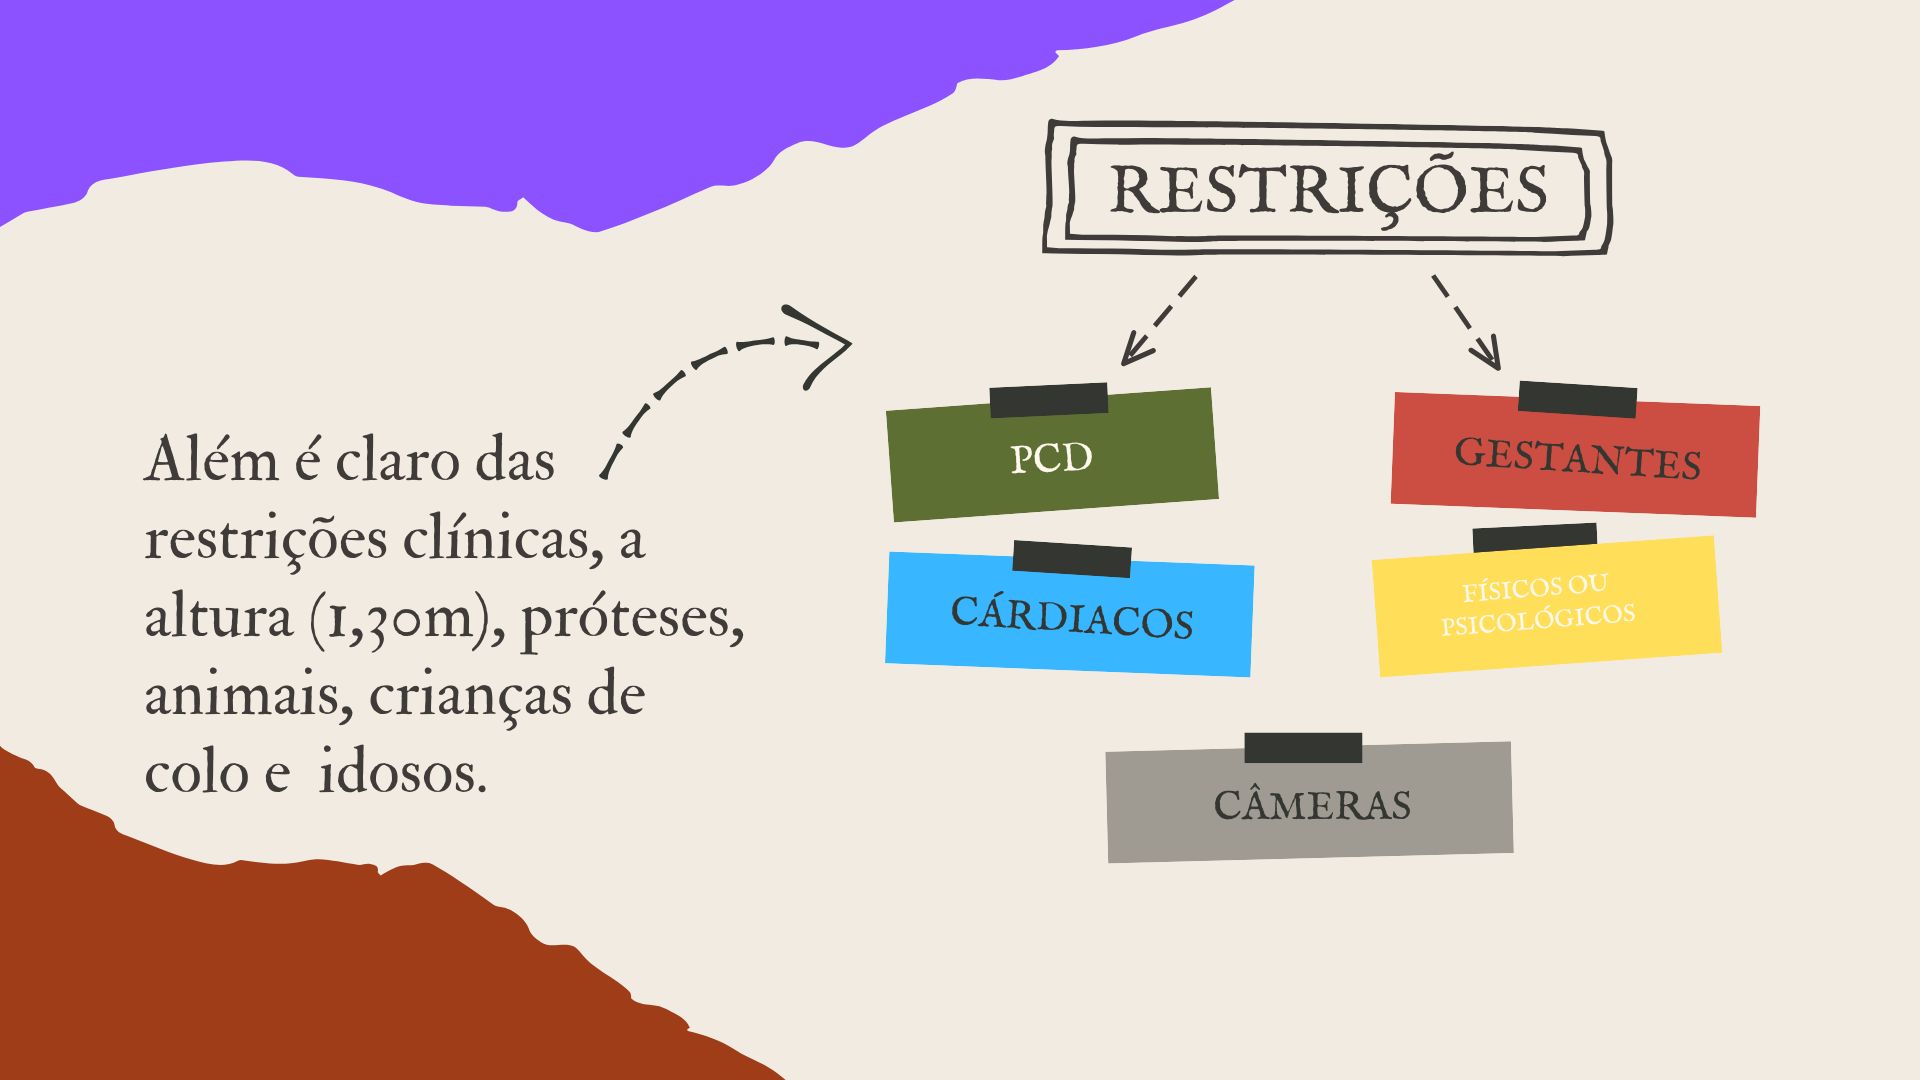 RESTRIÇÕES
Além é claro das
restrições clínicas, a
altura (1,30m), próteses,
animais, crianças de
colo e idosos.
PCD
GESTANTES
CÁRDIACOS
FÍSICOS OU
PSICOLÓGICOS
CÂMERAS